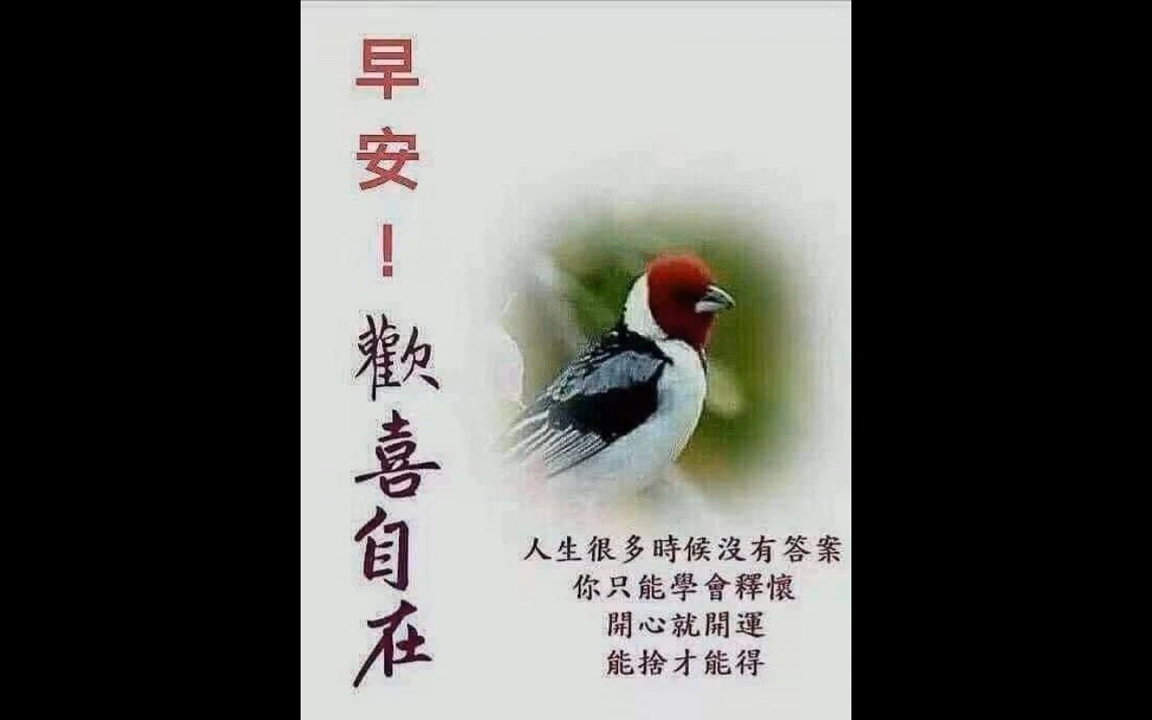 早安！
歡喜自在
人生很多時候沒有答案
你只能學會釋懷
開心就開運
能捨才能得